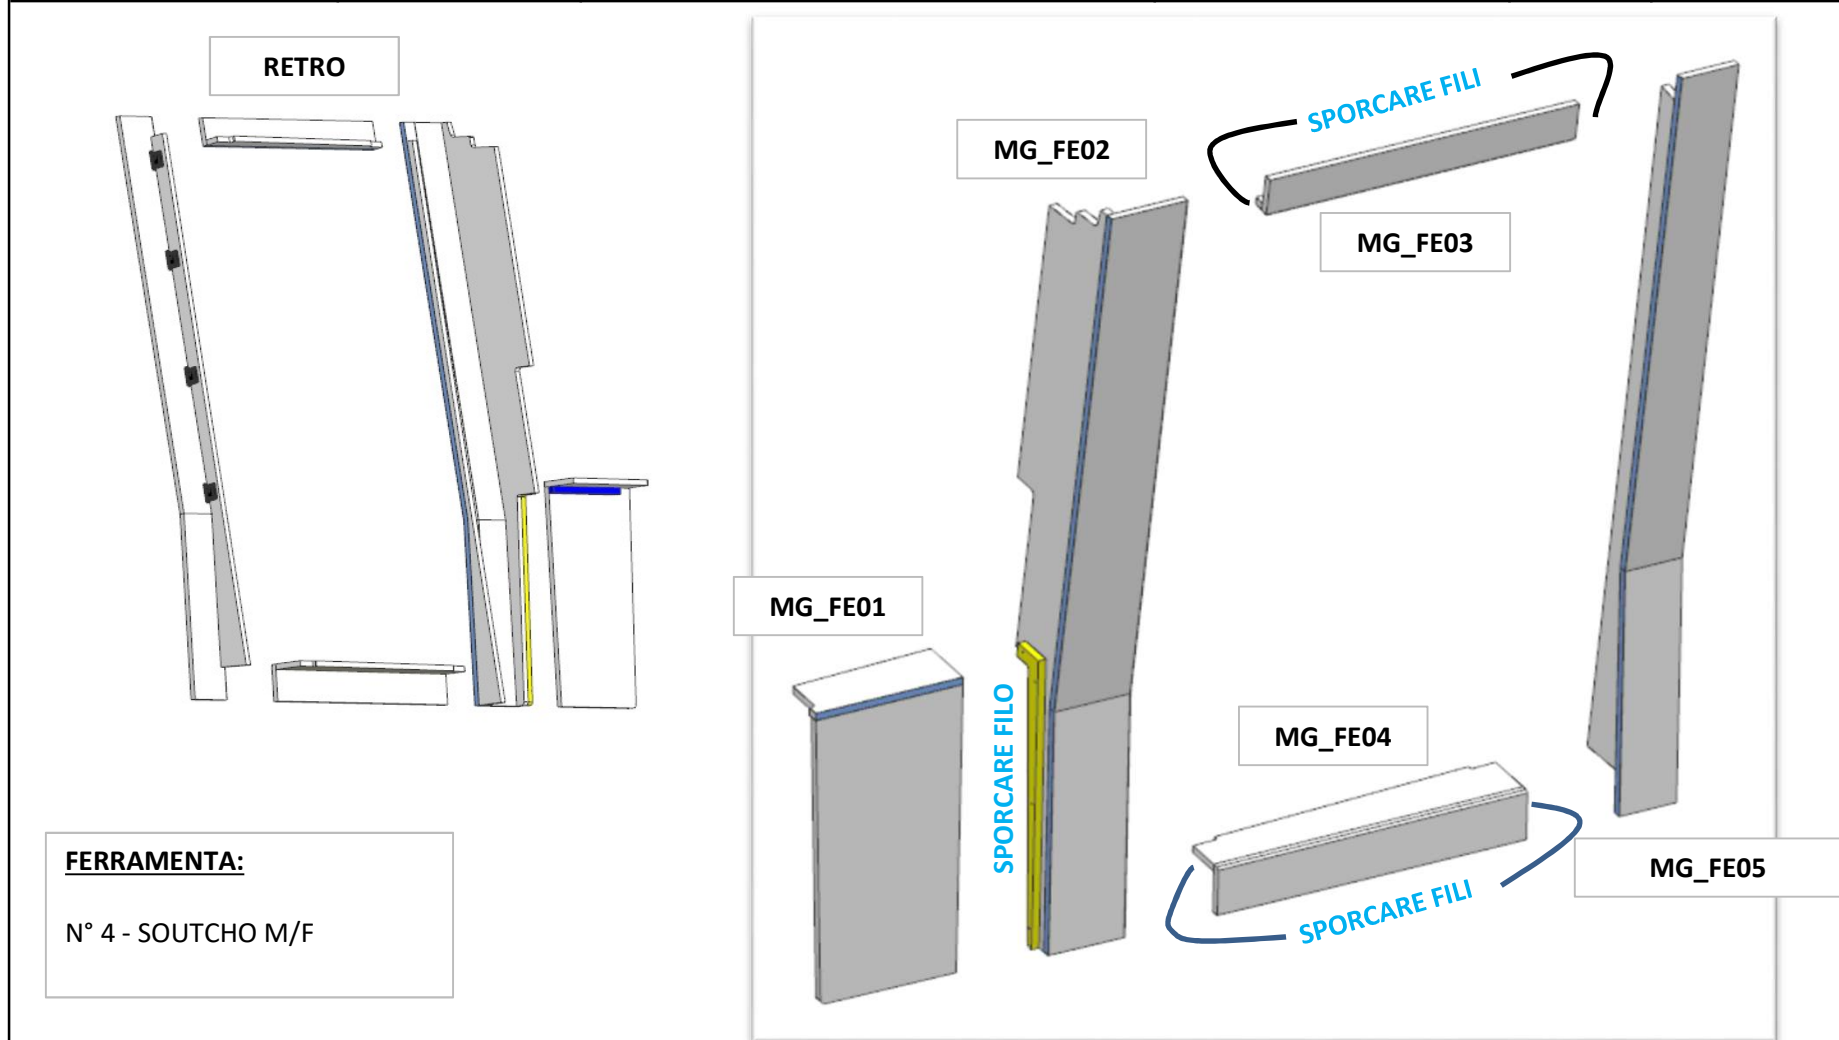 RETRO
SPORCARE FILI
MG_FE02
MG_FE03
MG_FE01
SPORCARE FILO
MG_FE04
MG_FE05
SPORCARE FILI
FERRAMENTA:
N° 4 - SOUTCHO M/F